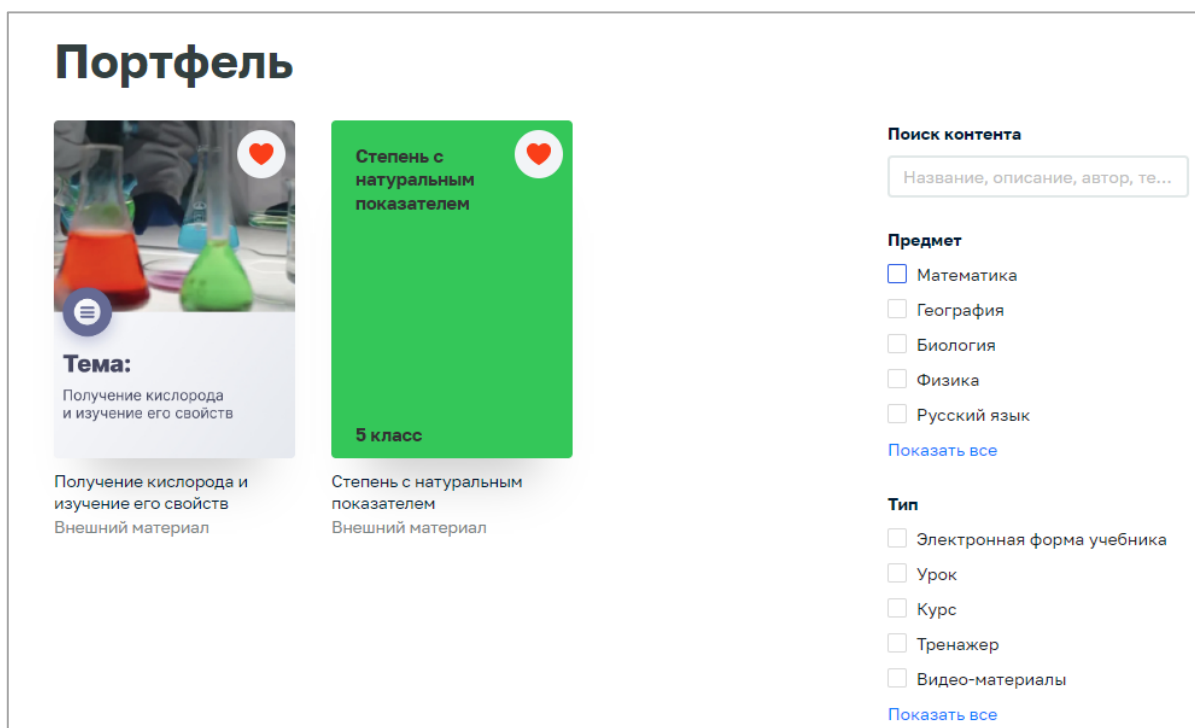 Портфель
Степень с
натуральным
показателем
5 класс
Тема:
Получение кислорода
и изучение его свойств
Получение кислорода и
изучение его свойств
Внешний материал
Степень с натуральным
показателем
Внешний материал
Поиск контента
Название, описание, автор, те...
Предмет
Математика
География
Биология
Физика
Русский язык
Показать все
Тип
Электронная форма учебника
Урок
Курс
Тренажер
Видео-материалы
Показать все